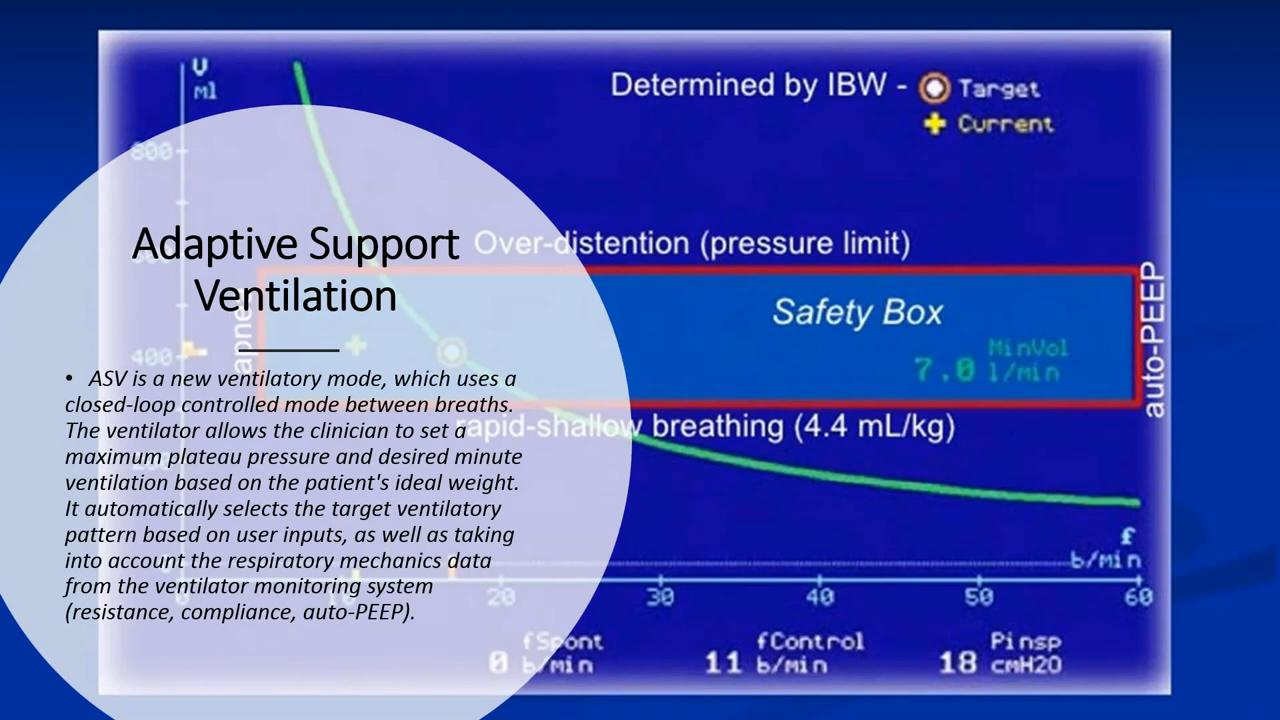 V
ml
Determined by IBW -
Target
Current
800
Adaptive Support
Ventilation
Over-distention (pressure limit)
Safety Box
MinVol
7.0 l/min
auto-PEEP
400
• ASV is a new ventilatory mode, which uses a
closed-loop controlled mode between breaths.
The ventilator allows the clinician to set a
maximum plateau pressure and desired minute
ventilation based on the patient's ideal weight.
It automatically selects the target ventilatory
pattern based on user inputs, as well as taking
into account the respiratory mechanics data
from the ventilator monitoring system
(resistance, compliance, auto-PEEP).
rapid-shallow breathing (4.4 mL/kg)
f
b/min
20 30 40 50 60
fSpont
0 b/min
fControl
11 b/min
Pinsp
18 cmH2O